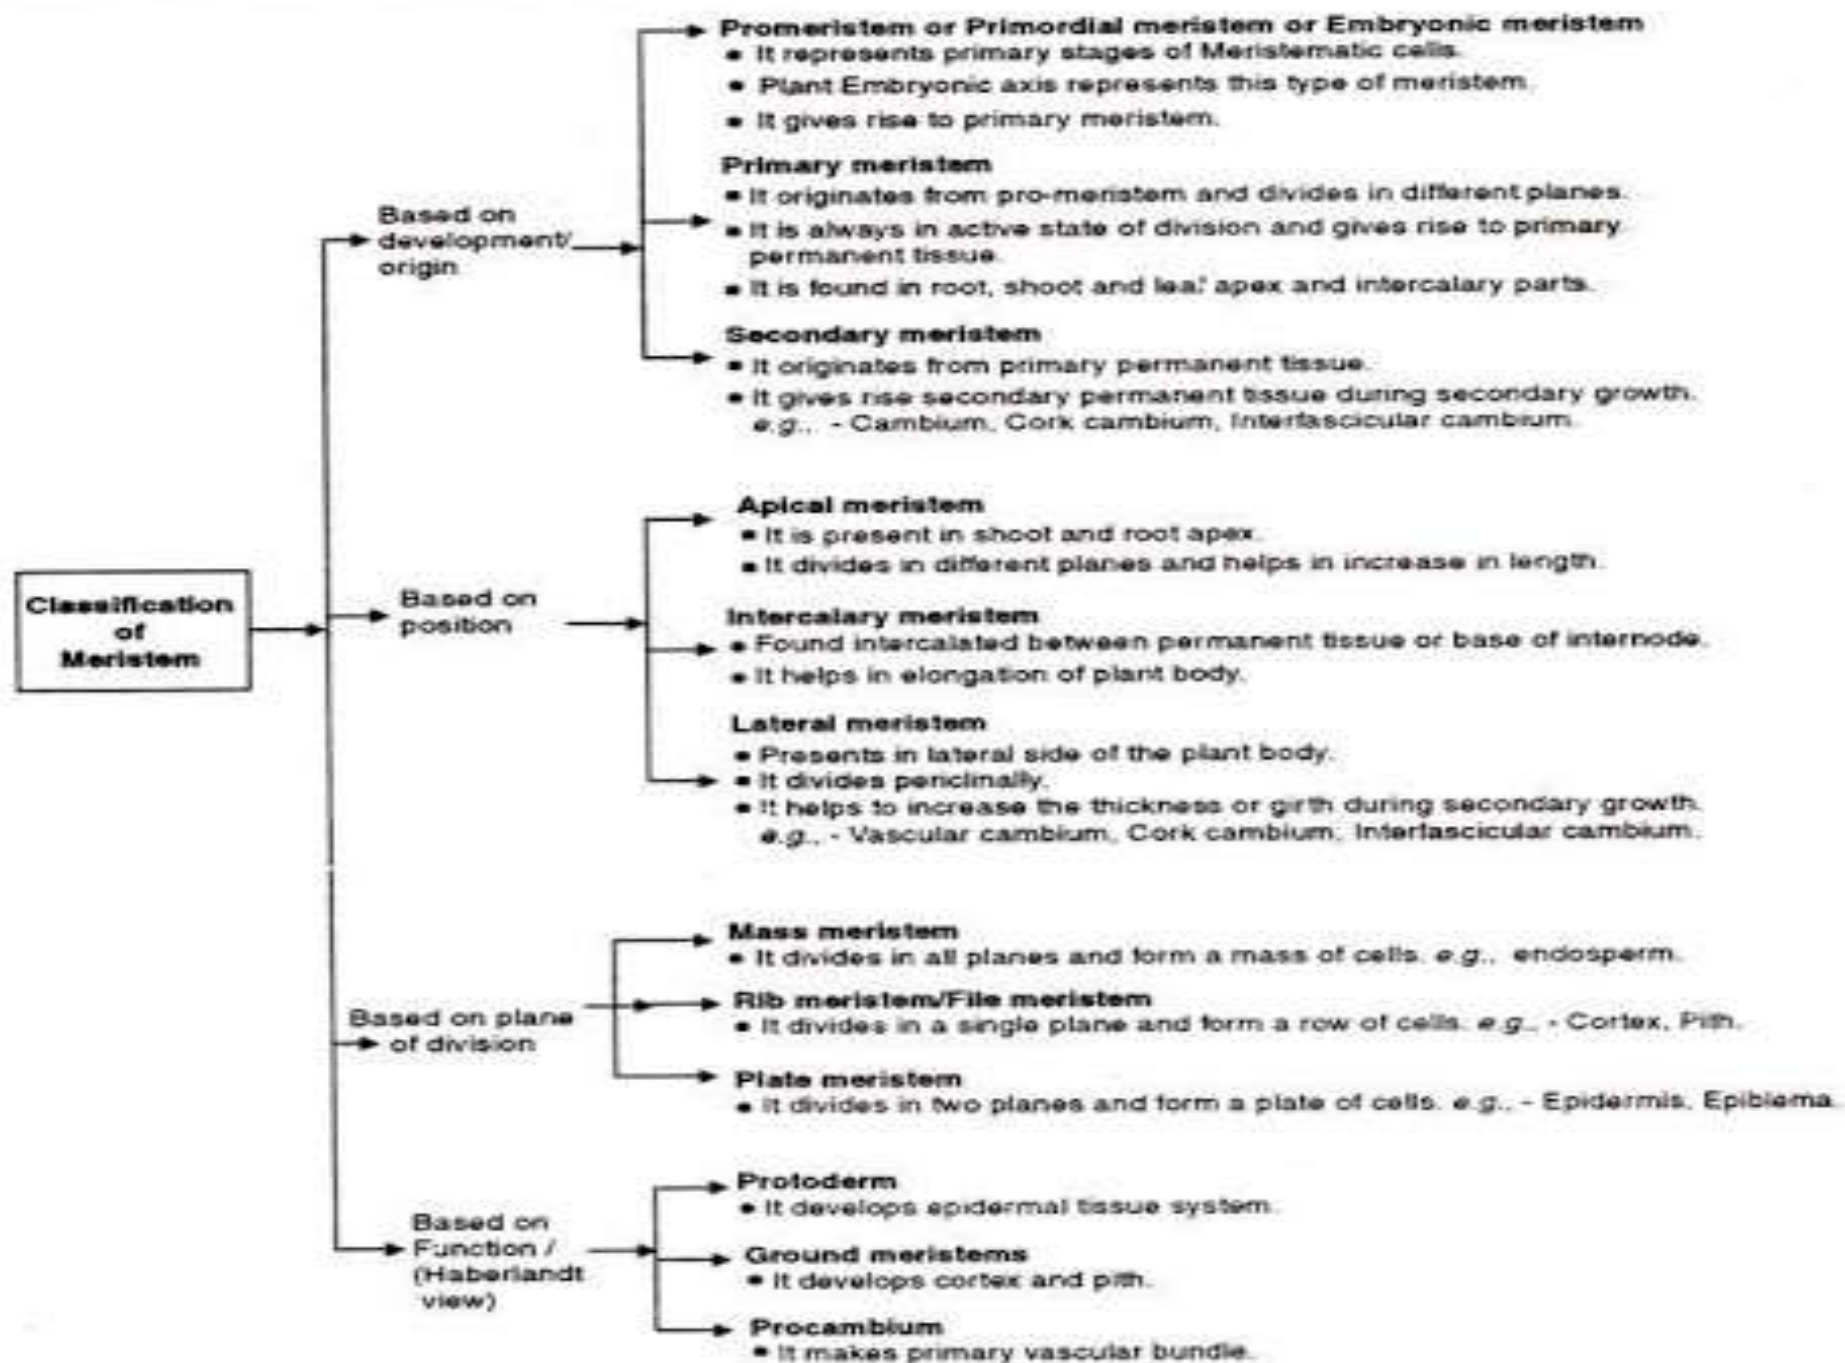 Classification
of
Meristem
Based on
development/
origin
Promeristem or Primordial meristem or Embryonic meristem
• It represents primary stages of Meristematic cells.
• Plant Embryonic axis represents this type of meristem.
• It gives rise to primary meristem.
Primary meristem
• It originates from pro-meristem and divides in different planes.
• It is always in active state of division and gives rise to primary
permanent tissue.
• It is found in root, shoot and leaf apex and intercalary parts.
Secondary meristem
• It originates from primary permanent tissue.
• It gives rise secondary permanent tissue during secondary growth.
e.g., - Cambium, Cork cambium, Interfascicular cambium.
Based on
position
Apical meristem
• It is present in shoot and root apex.
• It divides in different planes and helps in increase in length.
Intercalary meristem
• Found intercalated between permanent tissue or base of internode.
• It helps in elongation of plant body.
Lateral meristem
• Presents in lateral side of the plant body.
• It divides periclinally.
• It helps to increase the thickness or girth during secondary growth.
e.g., - Vascular cambium, Cork cambium, Interfascicular cambium.
Based on plane
of division
Mass meristem
• It divides in all planes and form a mass of cells. e.g., endosperm.
Rib meristem/File meristem
• It divides in a single plane and form a row of cells. e.g., - Cortex, Pith.
Plate meristem
• It divides in two planes and form a plate of cells. e.g., - Epidermis, Epiblema.
Based on
Function /
(Haberlandt
view)
Protoderm
• It develops epidermal tissue system.
Ground meristems
• It develops cortex and pith.
Procambium
• It makes primary vascular bundle.